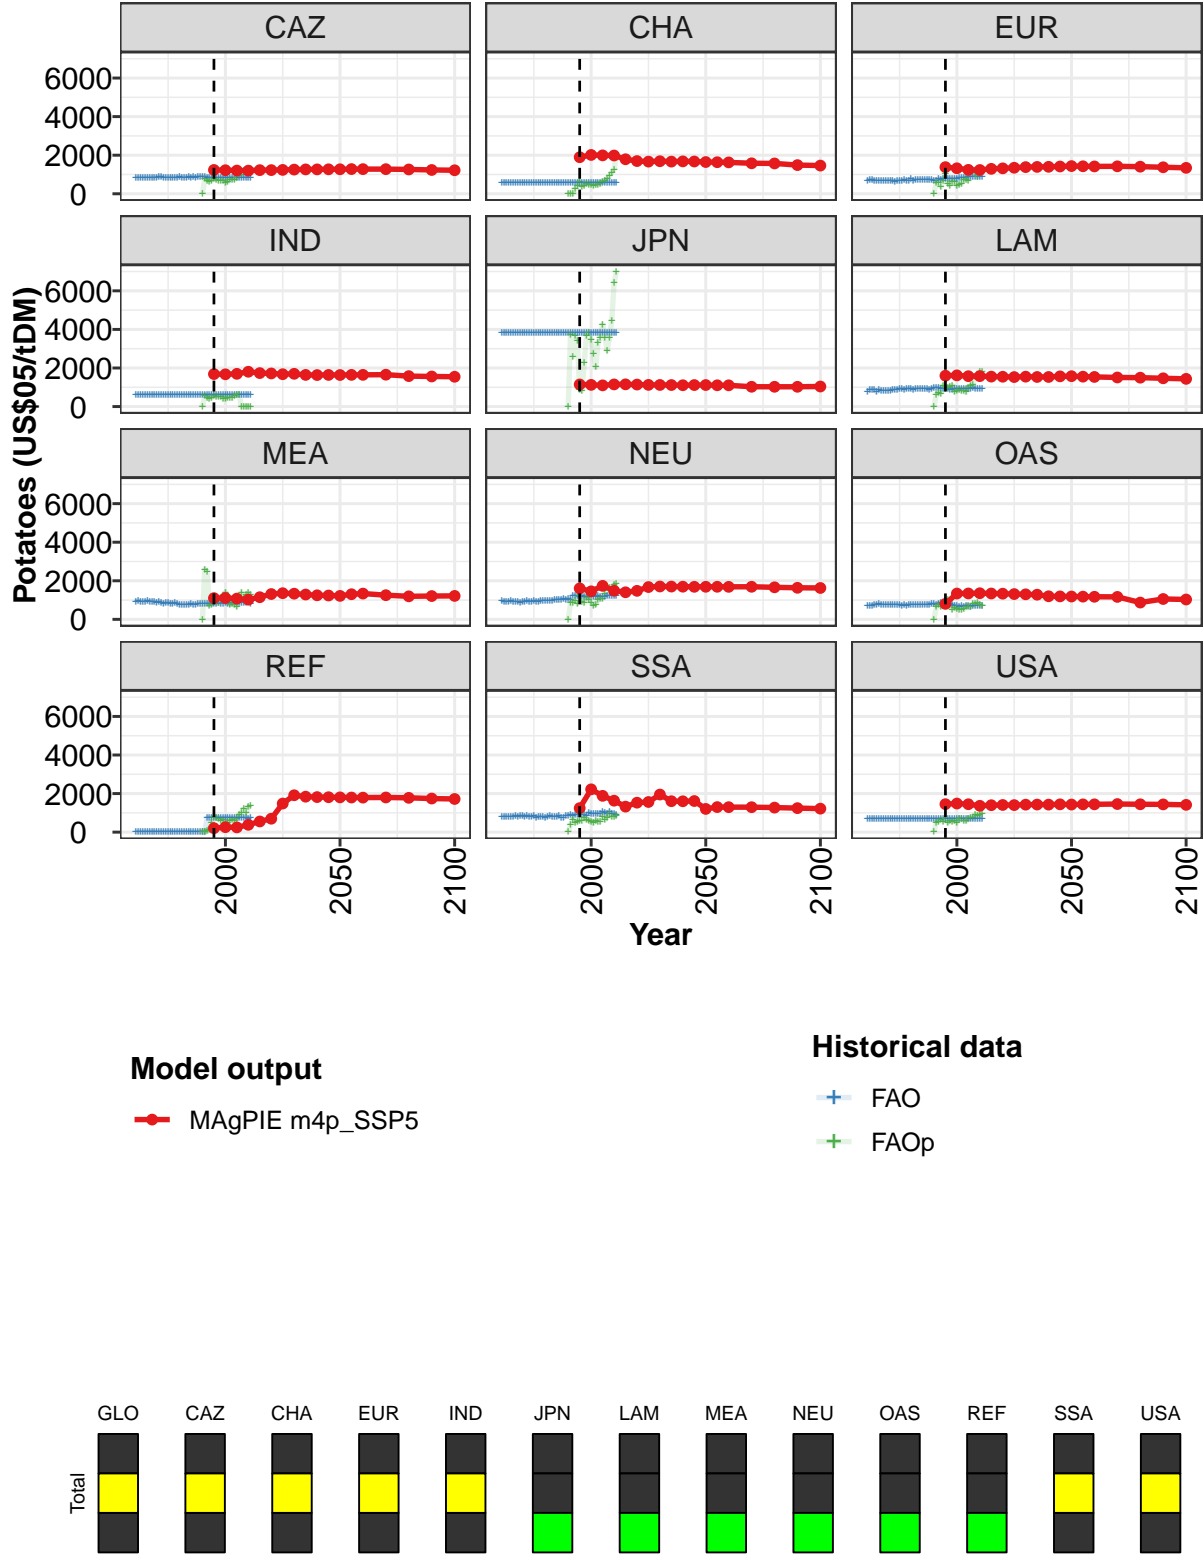 CAZ CHA EUR
6000
4000
2000
0
IND JPN LAM
6000
4000
2000
0
MEA NEU OAS
6000
4000
2000
0
REF SSA USA
6000
4000
2000
0
Potatoes (US$05/tDM)
2000 2050 2100 2000 2050 2100 2000 2050 2100
Year
Model output
MAgPIE m4p_SSP5
Historical data
FAO
FAOp
GLO CAZ CHA EUR IND JPN LAM MEA NEU OAS REF SSA USA
Total